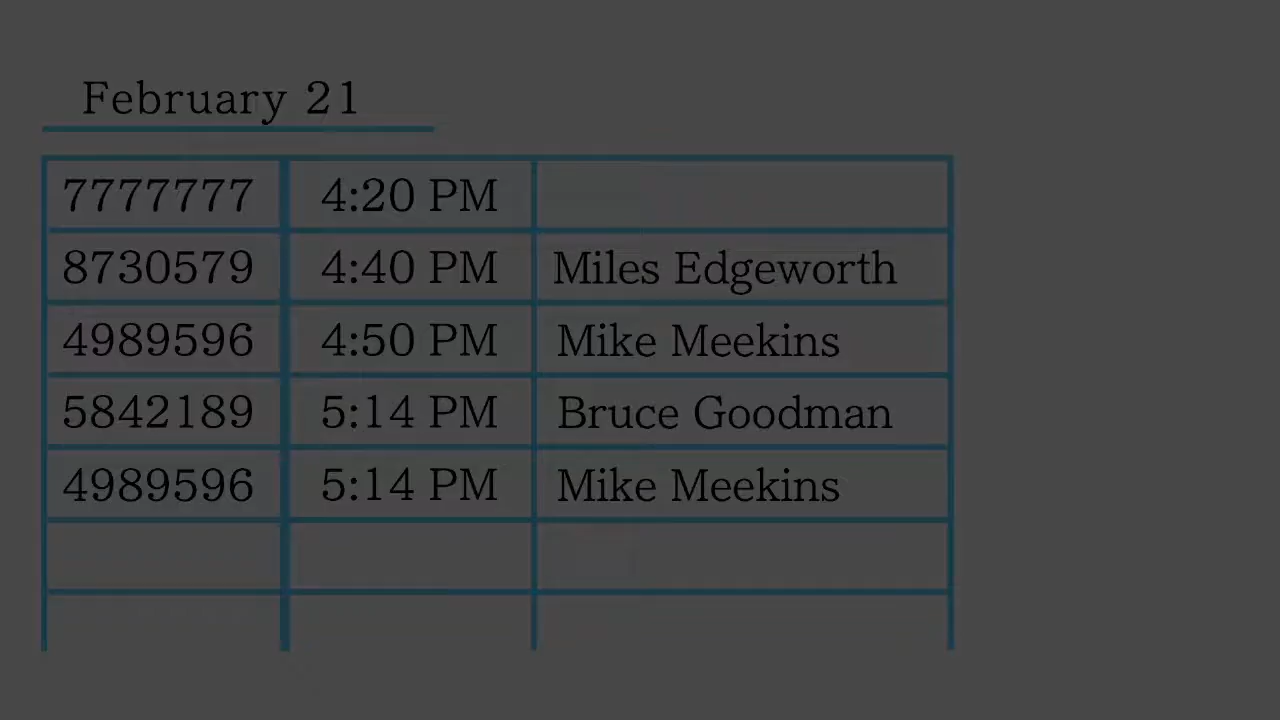 February 21
7777777 4:20 PM
8730579 4:40 PM Miles Edgeworth
4989596 4:50 PM Mike Meekins
5842189 5:14 PM Bruce Goodman
4989596 5:14 PM Mike Meekins